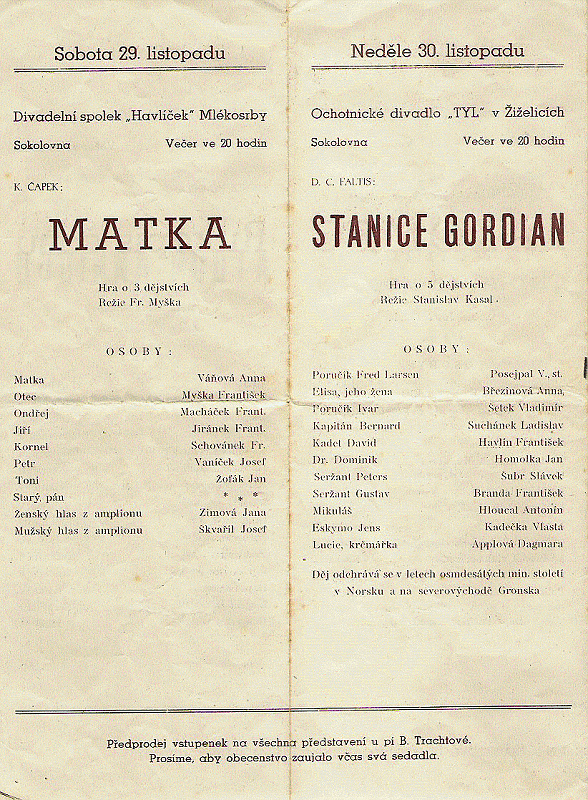 Sobota 29. listopadu
Divadelní spolek „Havlíček" Mlékosrby
Sokolovna Večer ve 20 hodin
K. ČAPEK:
MATKA
Hra o 3 dějstvích
Režie Fr. Myška
OSOBY:
Matka Váňová Anna
Otec Myška František
Ondřej Macháček Frant.
Jiří Jiránek Frant.
Kornel Schovánek Fr.
Petr Vaníček Josef
Toni Žofák Jan
Starý pán * * *
Ženský hlas z amplionu Zimová Jana
Mužský hlas z amplionu Skvařil Josef
Neděle 30. listopadu
Ochotnické divadlo „TYL" v Žiželicích
Sokolovna Večer ve 20 hodin
D. C. FALTIS:
STANICE GORDIAN
Hra o 5 dějstvích
Režie Stanislav Kasal
OSOBY:
Poručík Fred Larsen Posejpal V., st.
Elisa, jeho žena Březinová Anna,
Poručík Ivar Šetek Vladimír
Kapitán Bernard Suchánek Ladislav
Kadet David Havlín František
Dr. Dominik Homolka Jan
Seržant Peters Šubr Slávek
Seržant Gustav Branda František
Mikuláš Hloucal Antonín
Eskymo Jens Kadečka Vlasta
Lucie, krčmářka Applová Dagmara
Děj odehrává se v letech osmdesátých min. století
v Norsku a na severovýchodě Gronska
Předprodej vstupenek na všechna představení u pí B. Trachtové.
Prosíme, aby obecenstvo zaujalo včas svá sedadla.